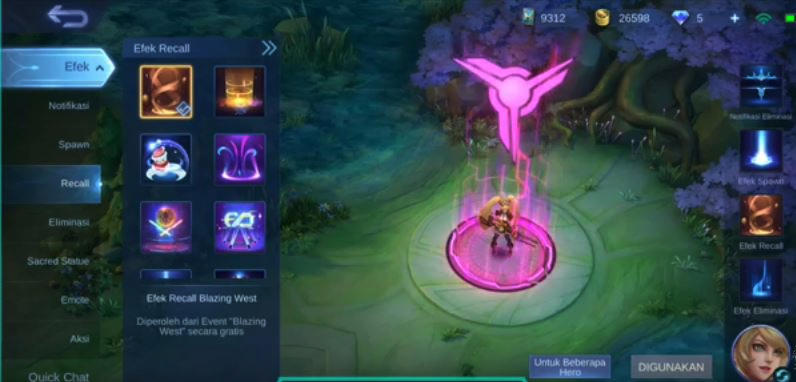 9312
26598
5
Efek
Notifikasi
Spawn
Recall
Eliminasi
Sacred Statue
Emote
Aksi
Quick Chat
Efek Recall
Efek Recall Blazing West
Diperoleh dari Event "Blazing
West" secara gratis
Notifikasi Eliminasi
Efek Spawn
Efek Recall
Efek Eliminasi
Untuk Beberapa
Hero
DIGUNAKAN